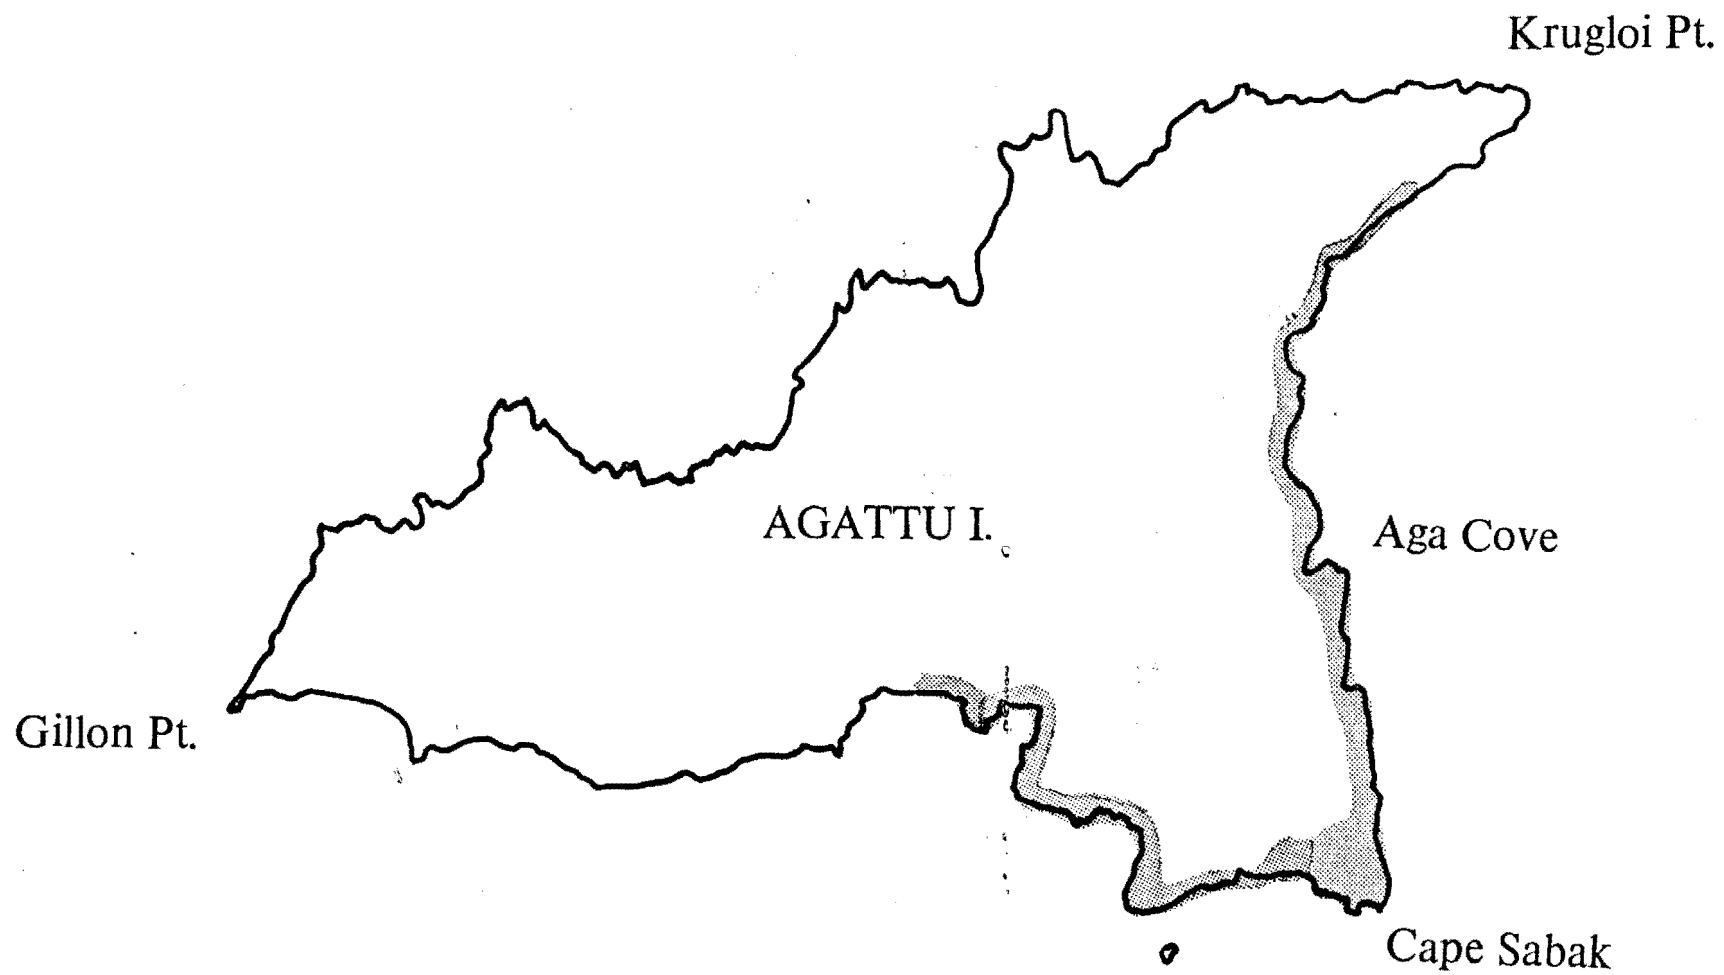 Krugloi Pt.
AGATTU I.
Aga Cove
Gillon Pt.
Cape Sabak